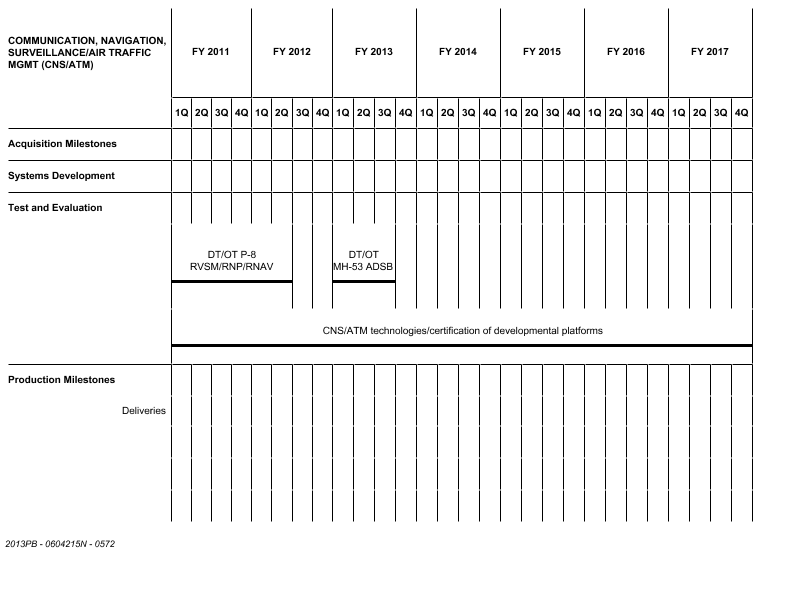 COMMUNICATION, NAVIGATION,
SURVEILLANCE/AIR TRAFFIC
MGMT (CNS/ATM)
FY 2011 FY 2012 FY 2013 FY 2014 FY 2015 FY 2016 FY 2017
1Q 2Q 3Q 4Q 1Q 2Q 3Q 4Q 1Q 2Q 3Q 4Q 1Q 2Q 3Q 4Q 1Q 2Q 3Q 4Q 1Q 2Q 3Q 4Q 1Q 2Q 3Q 4Q
Acquisition Milestones
Systems Development
Test and Evaluation
DT/OT P-8
RVSM/RNP/RNAV
DT/OT
MH-53 ADSB
CNS/ATM technologies/certification of developmental platforms
Production Milestones
Deliveries
2013PB - 0604215N - 0572